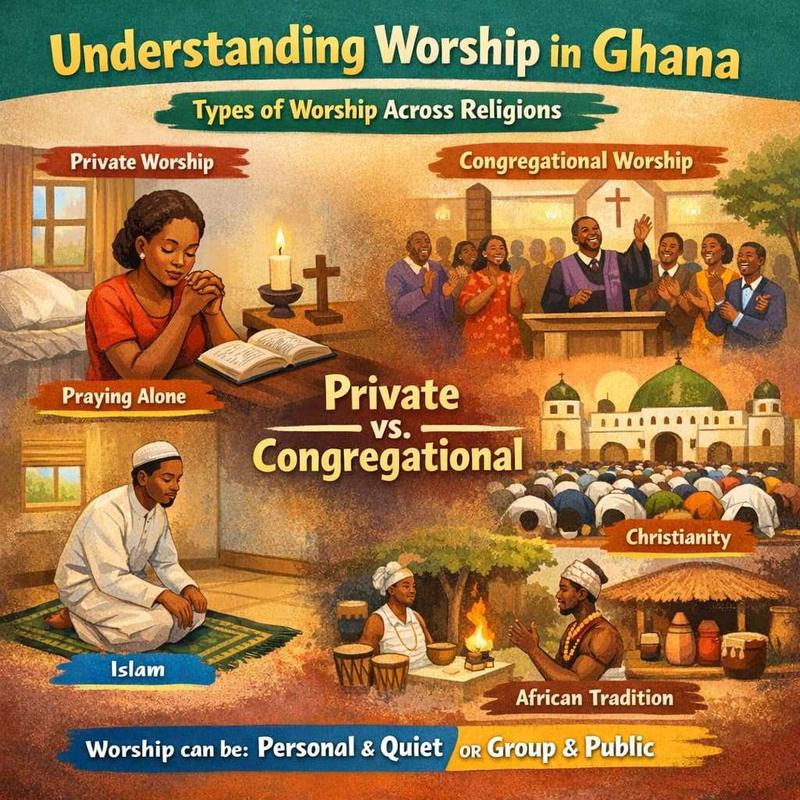 Understanding Worship in Ghana
Types of Worship Across Religions
Private Worship
Congregational Worship
Praying Alone
Private
vs.
Congregational
Christianity
Islam
African Tradition
Worship can be: Personal & Quiet OR Group & Public